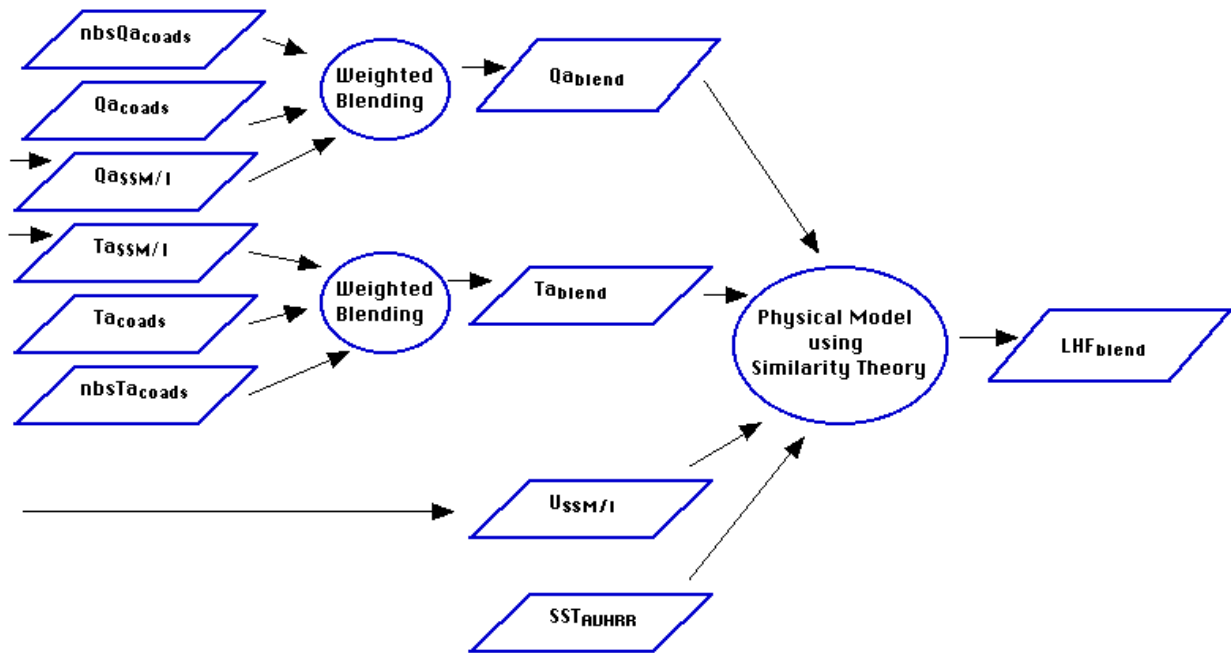 nbsQacoads
Qacoads
QaSSM/I
Weighted
Blending
Qablend
TaSSM/I
Tacoads
nbsTacoads
Weighted
Blending
Tablend
Physical Model
using
Similarity Theory
LHFblend
USSM/I
SSTAVHRR